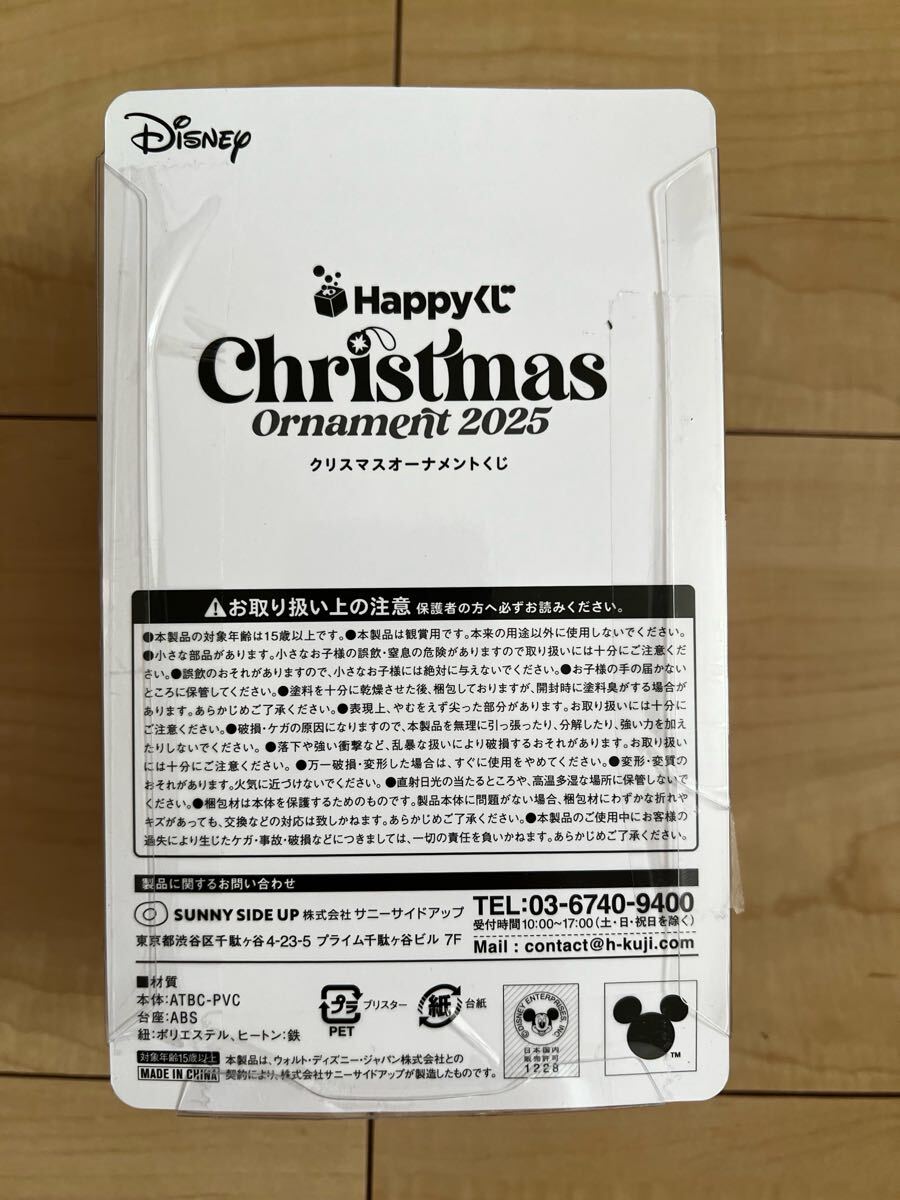 Disney
Happyくじ
Christmas
Ornament 2025
クリスマスオーナメントくじ
お取り扱い上の注意 保護者の方へ必ずお読みください。
●本製品の対象年齢は15歳以上です。●本製品は観賞用です。本来の用途以外に使用しないでください。
●小さな部品があります。小さなお子様の誤飲・窒息の危険がありますので取り扱いには十分にご注意くだ
さい。●誤飲のおそれがありますので、小さなお子様には絶対に与えないでください。●お子様の手の届かない
ところに保管してください。●塗料を十分に乾燥させた後、梱包しておりますが、開封時に塗料臭がする場合が
あります。あらかじめご了承ください。●表現上、やむをえず尖った部分があります。お取り扱いには十分に
ご注意ください。●破損・ケガの原因になりますので、本製品を無理に引っ張ったり、分解したり、強い力を加え
たりしないでください。●落下や強い衝撃など、乱暴な扱いにより破損するおそれがあります。お取り扱い
には十分にご注意ください。●万一破損・変形した場合は、すぐに使用をやめてください。●変形・変質の
おそれがあります。火気に近づけないでください。●直射日光の当たるところや、高温多湿な場所に保管しないで
ください。●梱包材は本体を保護するためのものです。製品本体に問題がない場合、梱包材にわずかな折れや
キズがあっても、交換などの対応は致しかねます。あらかじめご了承ください。●本製品のご使用中にお客様の
過失により生じたケガ・事故・破損などにつきましては、一切の責任を負いかねます。あらかじめご了承ください。
製品に関するお問い合わせ
SUNNY SIDE UP 株式会社 サニーサイドアップ
東京都渋谷区千駄ヶ谷4-23-5 プライム千駄ヶ谷ビル 7F
TEL:03-6740-9400
受付時間10:00~17:00(土・日・祝日を除く)
Mail : contact@h-kuji.com
■材質
本体:ATBC-PVC
台座:ABS
紐:ポリエステル、ヒートン:鉄
プラ
PET
ブリスター
紙
台紙
対象年齢15歳以上
MADE IN CHINA
本製品は、ウォルト・ディズニー・ジャパン株式会社との
契約により、株式会社サニーサイドアップが製造したものです。
©DISNEY ENTERPRISES, INC.
日本国内
販売許可
1228
TM